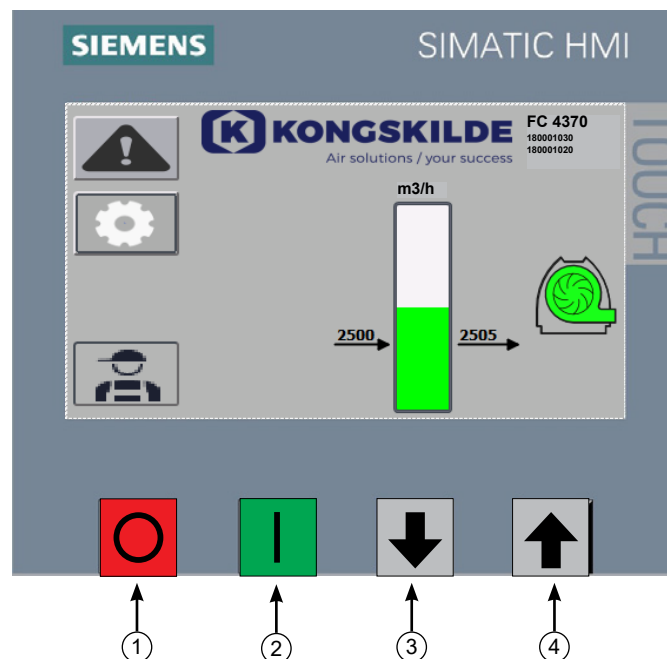 SIEMENS
SIMATIC HMI
TOUCH
K KONGSKILDE
Air solutions / your success
FC 4370
180001030
180001020
m3/h
2500
2505
1
2
3
4